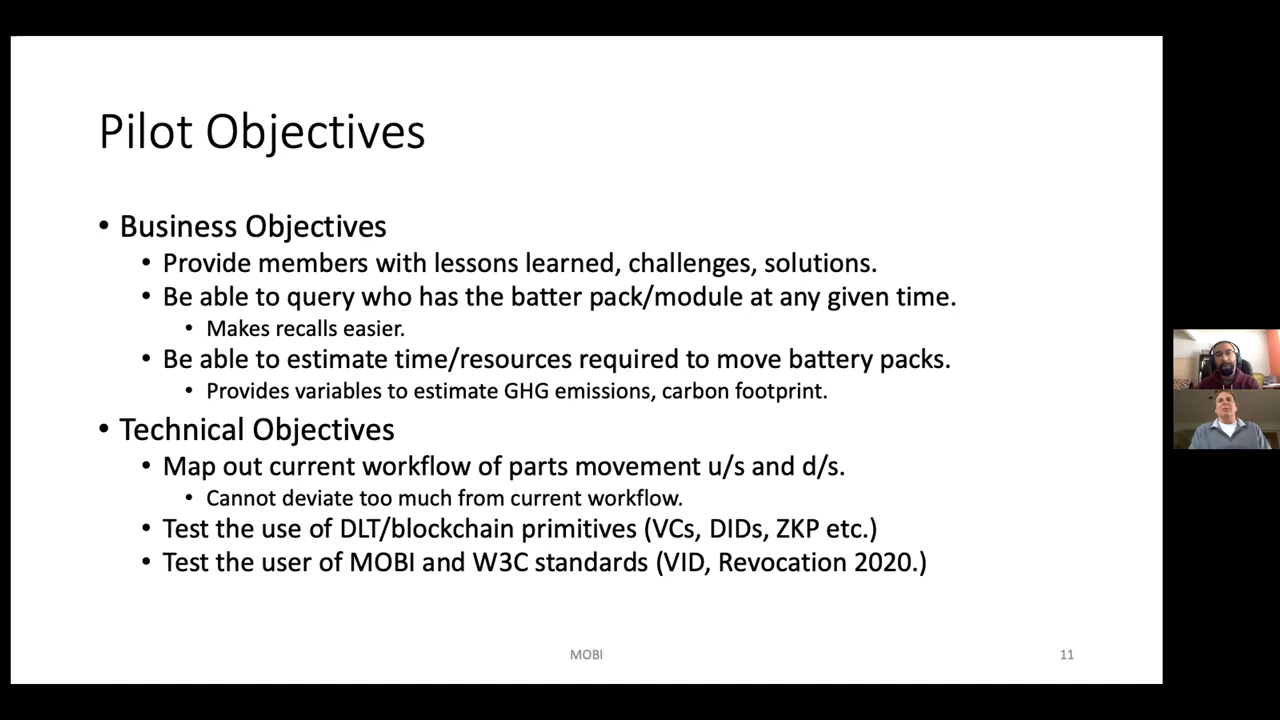 Pilot Objectives
• Business Objectives
• Provide members with lessons learned, challenges, solutions.
• Be able to query who has the batter pack/module at any given time.
• Makes recalls easier.
• Be able to estimate time/resources required to move battery packs.
• Provides variables to estimate GHG emissions, carbon footprint.
• Technical Objectives
• Map out current workflow of parts movement u/s and d/s.
• Cannot deviate too much from current workflow.
• Test the use of DLT/blockchain primitives (VCs, DIDs, ZKP etc.)
• Test the user of MOBI and W3C standards (VID, Revocation 2020.)
MOBI
11